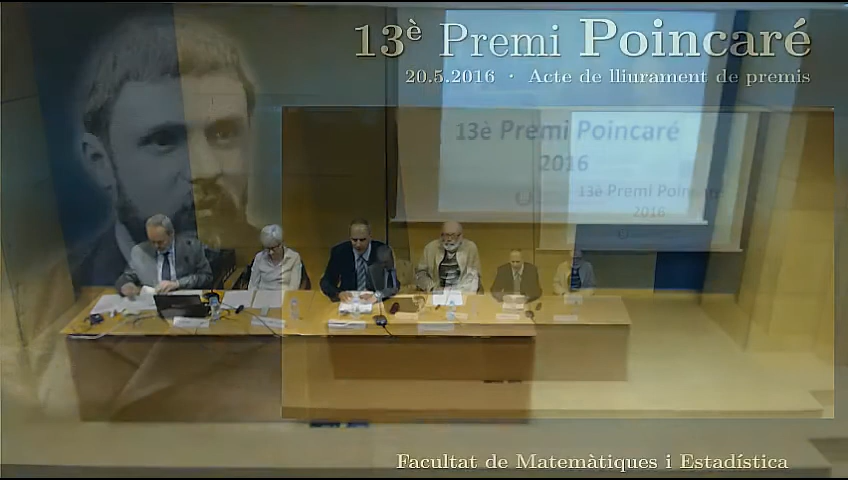 13è Premi Poincaré
20.5.2016 · Acte de lliurament de premis
13è Premi Poincaré
2016
13è Premi
2016
Facultat de Matemàtiques i Estadística